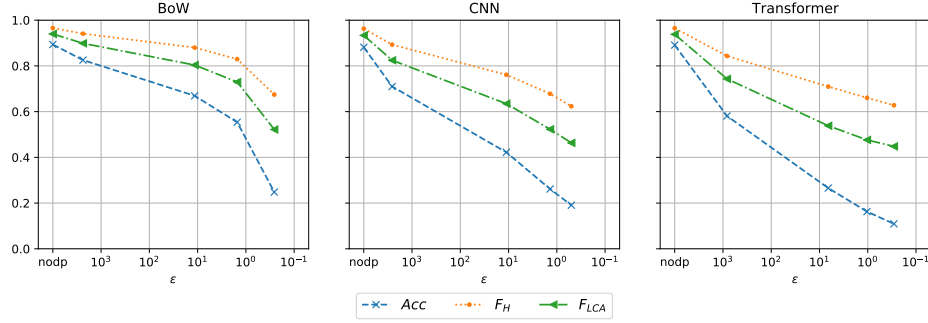 BoW
CNN
Transformer
1.0
0.8
0.6
0.4
0.2
0.0
nodp 10³ 10² 10¹ 10⁰ 10⁻¹
nodp 10³ 10² 10¹ 10⁰ 10⁻¹
nodp 10³ 10² 10¹ 10⁰ 10⁻¹
ε
ε
ε
Acc F_H F_LCA